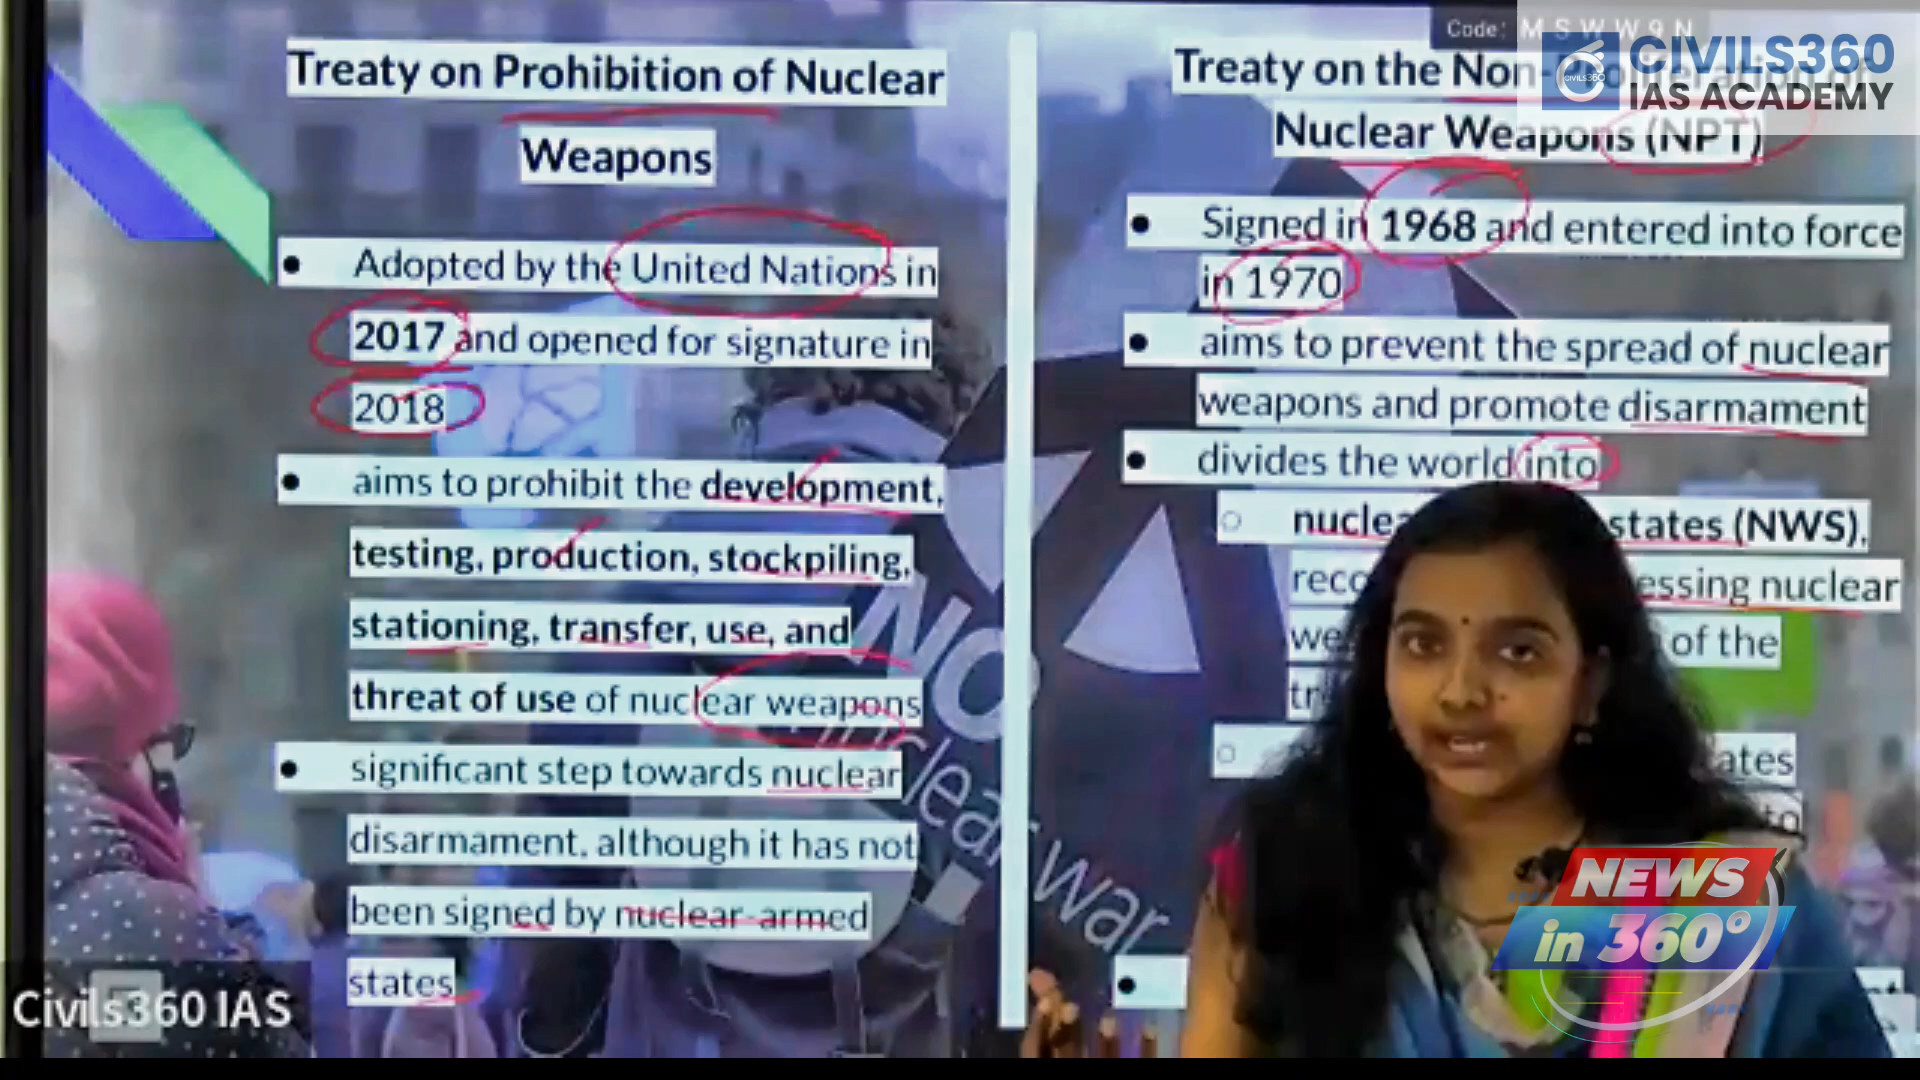 Code: M S W W 9 N
CIVILS360
IAS ACADEMY
CIVILS360
Treaty on Prohibition of Nuclear
Weapons
Adopted by the United Nations in
2017 and opened for signature in
2018
aims to prohibit the development,
testing, production, stockpiling,
stationing, transfer, use, and
threat of use of nuclear weapons
significant step towards nuclear
disarmament, although it has not
been signed by nuclear-armed
states
Treaty on the Non- of
Nuclear Weapons (NPT)
Signed in 1968 and entered into force
in 1970
aims to prevent the spread of nuclear
weapons and promote disarmament
divides the world into
states (NWS),
nuclear
of the
NO
nuclear war
NEWS
in 360°
Civils360 IAS